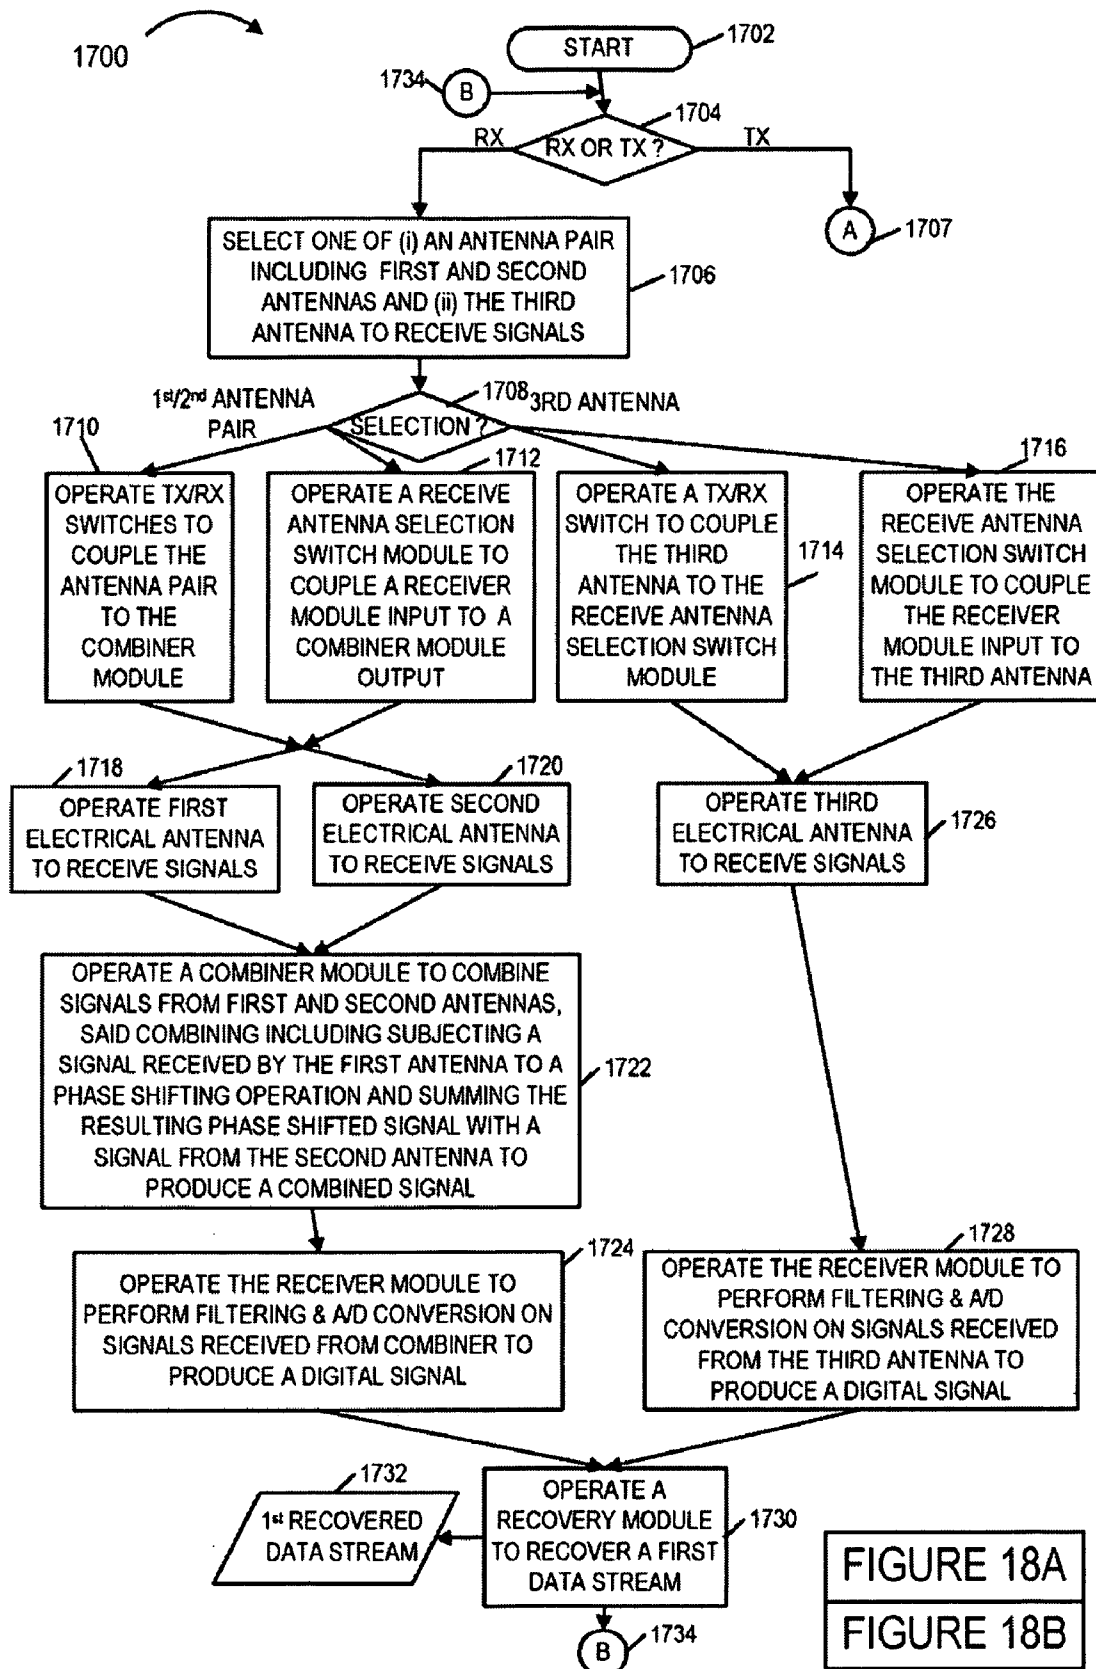 1700
START
1702
1734
B
1704
RX
RX OR TX ?
TX
A
1707
SELECT ONE OF (i) AN ANTENNA PAIR
INCLUDING FIRST AND SECOND
ANTENNAS AND (ii) THE THIRD
ANTENNA TO RECEIVE SIGNALS
1706
1708
1st/2nd ANTENNA
PAIR
SELECTION ?
3RD ANTENNA
1710
OPERATE TX/RX
SWITCHES TO
COUPLE THE
ANTENNA PAIR
TO THE
COMBINER
MODULE
1712
OPERATE A RECEIVE
ANTENNA SELECTION
SWITCH MODULE TO
COUPLE A RECEIVER
MODULE INPUT TO A
COMBINER MODULE
OUTPUT
OPERATE A TX/RX
SWITCH TO COUPLE
THE THIRD
ANTENNA TO THE
RECEIVE ANTENNA
SELECTION SWITCH
MODULE
1714
1716
OPERATE THE
RECEIVE ANTENNA
SELECTION SWITCH
MODULE TO COUPLE
THE RECEIVER
MODULE INPUT TO
THE THIRD ANTENNA
1718
OPERATE FIRST
ELECTRICAL ANTENNA
TO RECEIVE SIGNALS
1720
OPERATE SECOND
ELECTRICAL ANTENNA
TO RECEIVE SIGNALS
OPERATE THIRD
ELECTRICAL ANTENNA
TO RECEIVE SIGNALS
1726
OPERATE A COMBINER MODULE TO COMBINE
SIGNALS FROM FIRST AND SECOND ANTENNAS,
SAID COMBINING INCLUDING SUBJECTING A
SIGNAL RECEIVED BY THE FIRST ANTENNA TO A
PHASE SHIFTING OPERATION AND SUMMING THE
RESULTING PHASE SHIFTED SIGNAL WITH A
SIGNAL FROM THE SECOND ANTENNA TO
PRODUCE A COMBINED SIGNAL
1722
1724
OPERATE THE RECEIVER MODULE TO
PERFORM FILTERING & A/D CONVERSION ON
SIGNALS RECEIVED FROM COMBINER TO
PRODUCE A DIGITAL SIGNAL
1728
OPERATE THE RECEIVER MODULE TO
PERFORM FILTERING & A/D
CONVERSION ON SIGNALS RECEIVED
FROM THE THIRD ANTENNA TO
PRODUCE A DIGITAL SIGNAL
1732
1st RECOVERED
DATA STREAM
OPERATE A
RECOVERY MODULE
TO RECOVER A FIRST
DATA STREAM
1730
B
1734
FIGURE 18A
FIGURE 18B